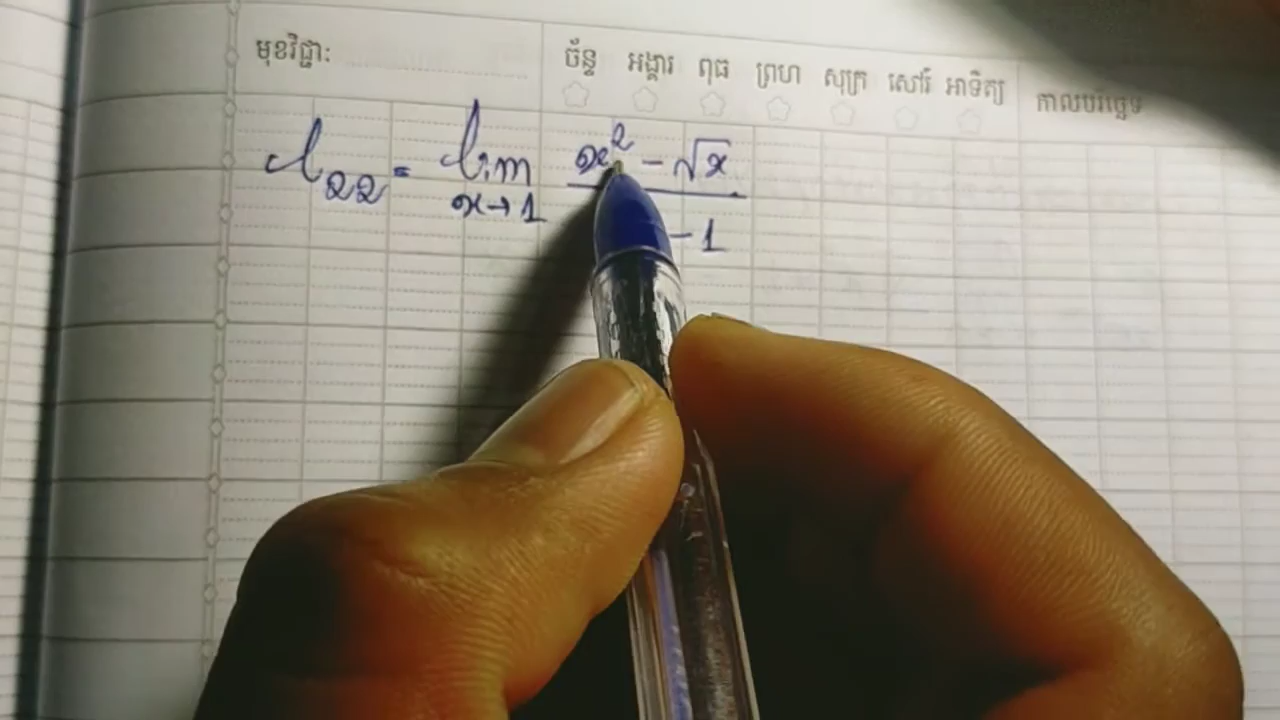 មុខវិជ្ជា: ច័ន្ទ អង្គារ ពុធ ព្រហ សុក្រ សៅរ៍ អាទិត្យ កាលបរិច្ឆេទ
l₂₂ = lim x² - √x
x→1 - 1